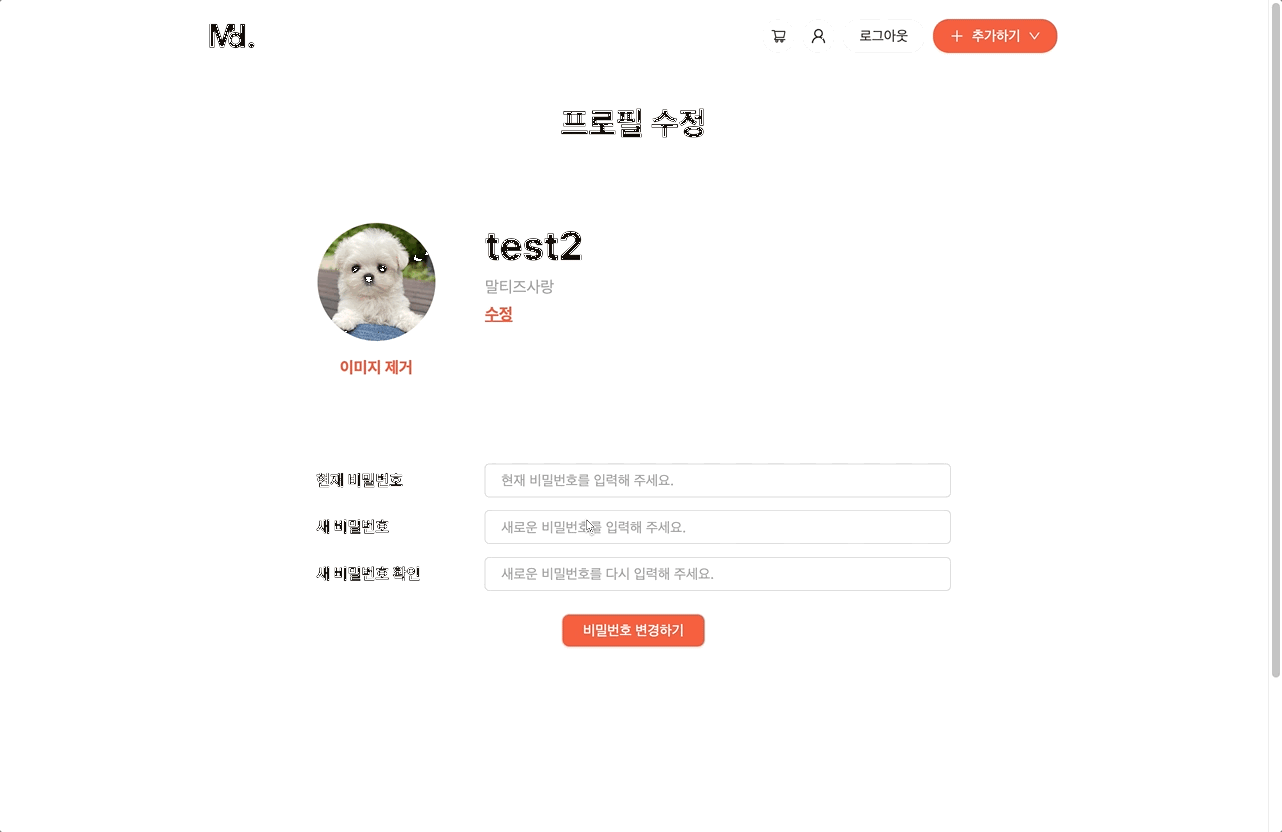 Md.
로그아웃
+ 추가하기
프로필 수정
test2
말티즈사랑
수정
이미지 제거
현재 비밀번호
현재 비밀번호를 입력해 주세요.
새 비밀번호
새로운 비밀번호를 입력해 주세요.
새 비밀번호 확인
새로운 비밀번호를 다시 입력해 주세요.
비밀번호 변경하기